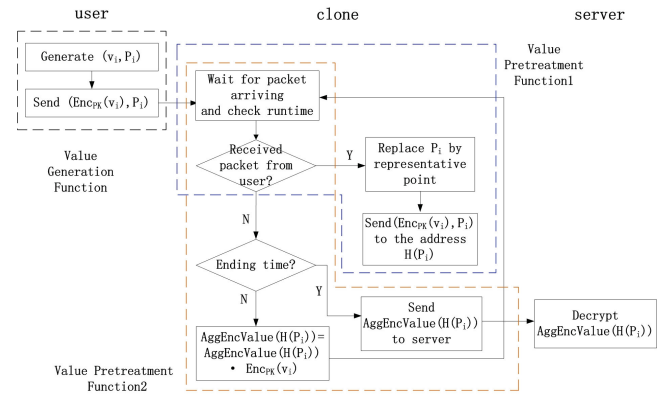 user
clone
server
Generate (vᵢ,Pᵢ)
Send (Encₚₖ(vᵢ),Pᵢ)
Value
Generation
Function
Wait for packet
arriving
and check runtime
Value
Pretreatment
Function1
Received
packet from
user?
Y
Replace Pᵢ by
representative
point
Send(Encₚₖ(vᵢ),Pᵢ)
to the address
H(Pᵢ)
N
Ending time?
N
Y
AggEncValue(H(Pᵢ))=
AggEncValue(H(Pᵢ))
• Encₚₖ(vᵢ)
Send
AggEncValue(H(Pᵢ))
to server
Decrypt
AggEncValue(H(Pᵢ))
Value Pretreatment
Function2